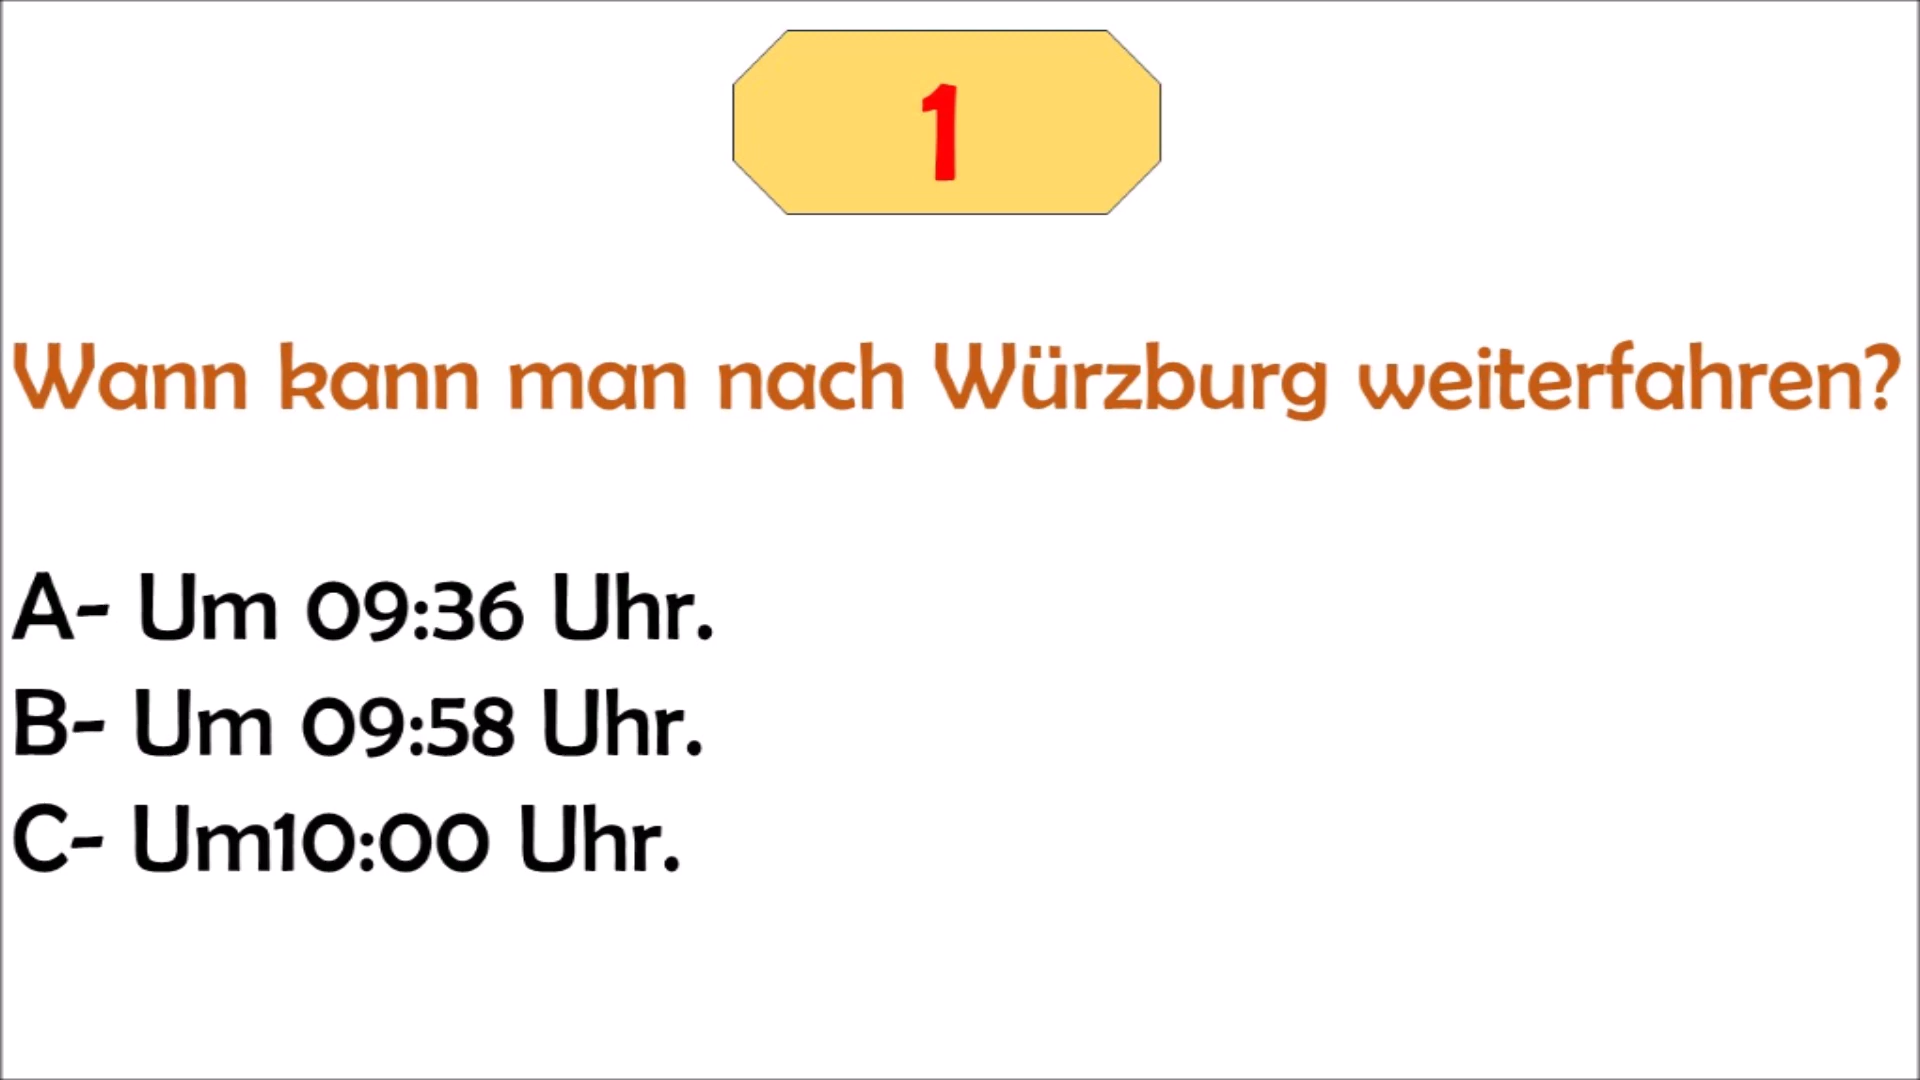 1
Wann kann man nach Würzburg weiterfahren?
A- Um 09:36 Uhr.
B- Um 09:58 Uhr.
C- Um10:00 Uhr.